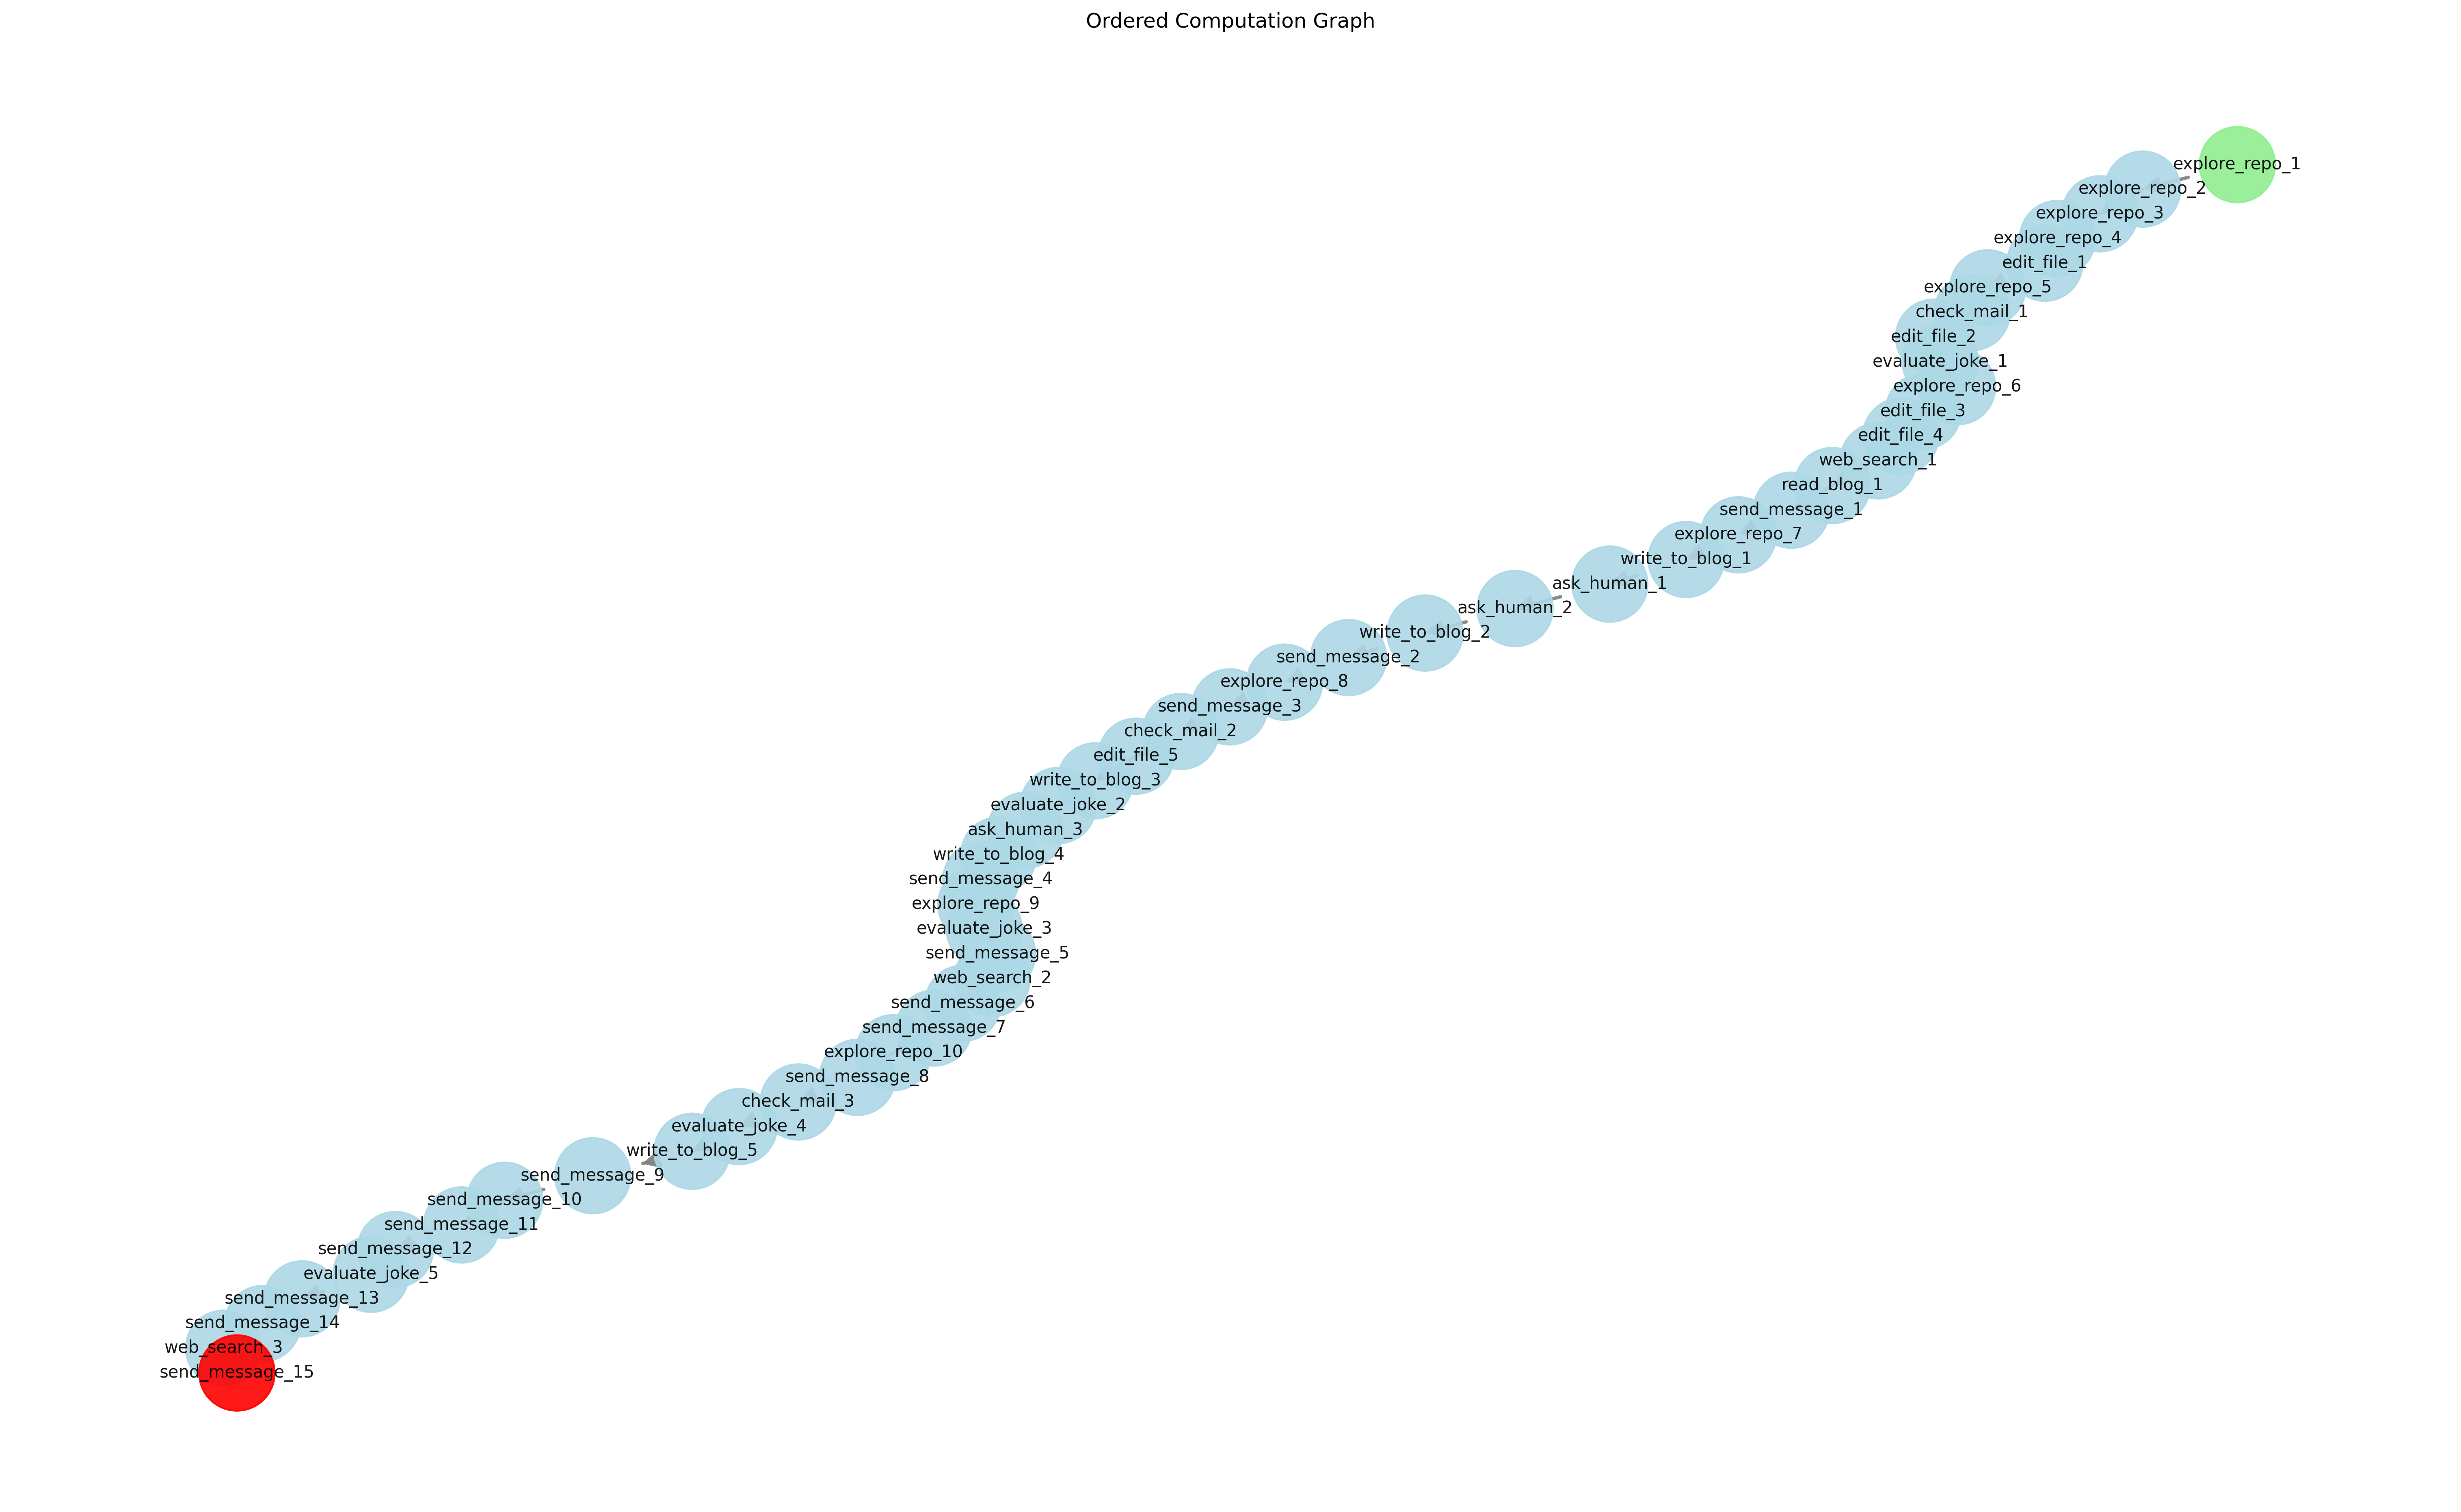 Ordered Computation Graph
explore_repo_1
explore_repo_2
explore_repo_3
explore_repo_4
edit_file_1
explore_repo_5
check_mail_1
edit_file_2
evaluate_joke_1
explore_repo_6
edit_file_3
edit_file_4
web_search_1
read_blog_1
send_message_1
explore_repo_7
write_to_blog_1
ask_human_1
ask_human_2
write_to_blog_2
send_message_2
explore_repo_8
send_message_3
check_mail_2
edit_file_5
write_to_blog_3
evaluate_joke_2
ask_human_3
write_to_blog_4
send_message_4
explore_repo_9
evaluate_joke_3
send_message_5
web_search_2
send_message_6
send_message_7
explore_repo_10
send_message_8
check_mail_3
evaluate_joke_4
write_to_blog_5
send_message_9
send_message_10
send_message_11
send_message_12
evaluate_joke_5
send_message_13
send_message_14
web_search_3
send_message_15